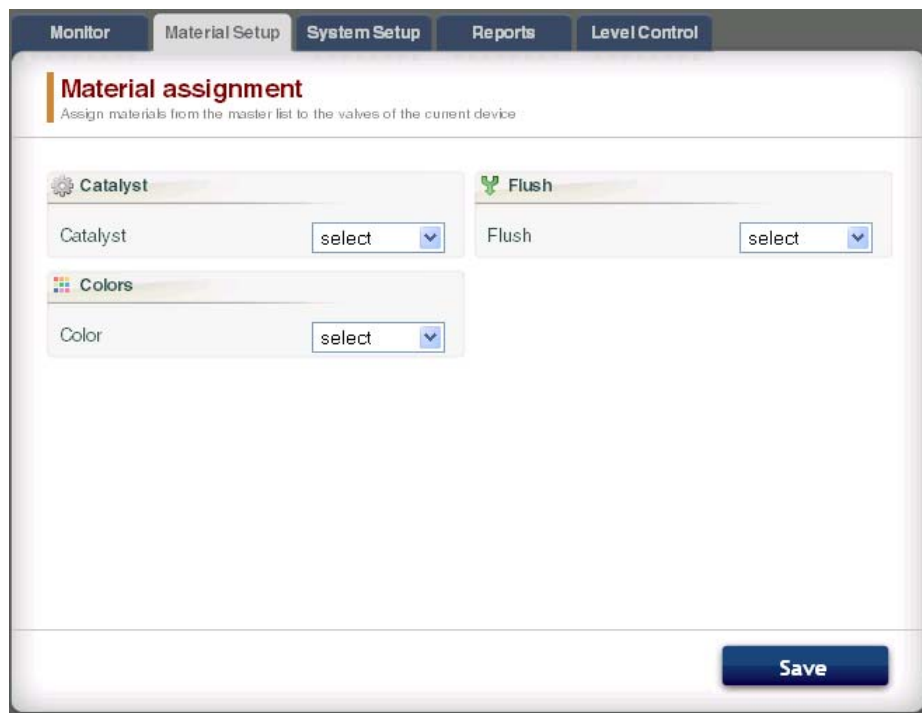 Monitor Material Setup System Setup Reports Level Control
Material assignment
Assign materials from the master list to the valves of the current device
Catalyst
Catalyst select
Flush
Flush select
Colors
Color select
Save